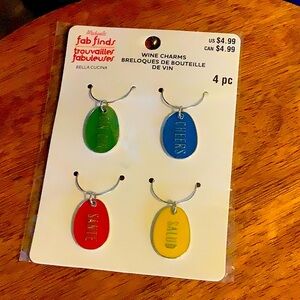 Michaels
fab finds
trouvailles
fabuleuses
BELLA CUCINA
US $4.99
CAN $4.99
WINE CHARMS
BRELOQUES DE BOUTEILLE
DE VIN
4 pc
CHEERS
SANTÉ
SALUD